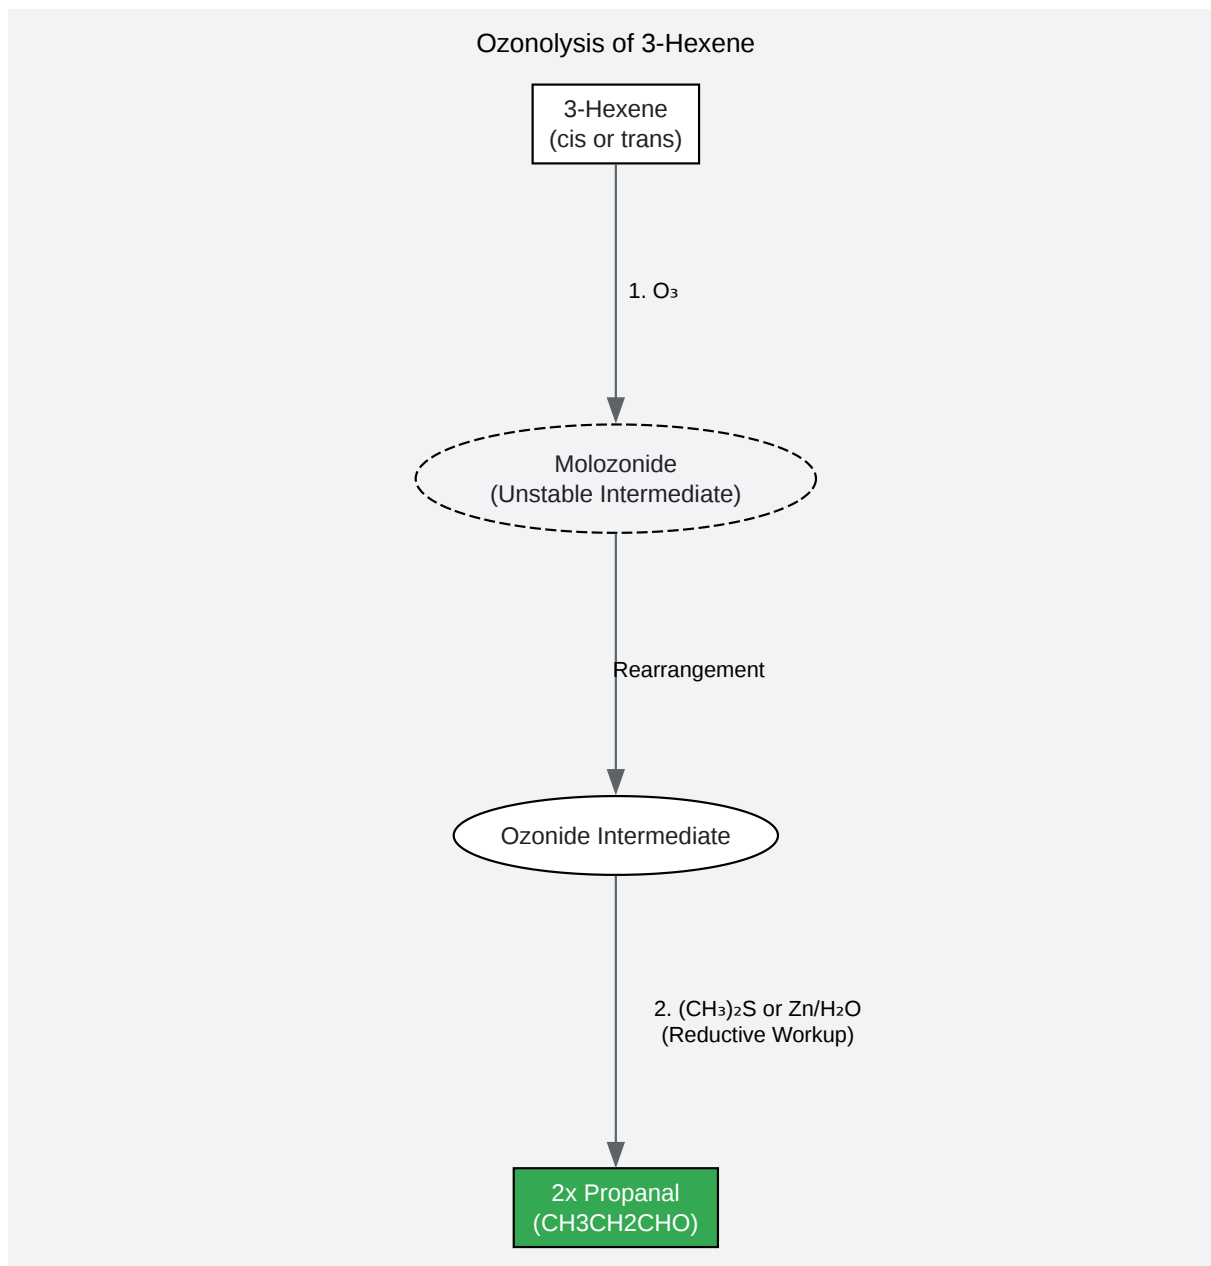 Ozonolysis of 3-Hexene
3-Hexene
(cis or trans)
1. O₃
Molozonide
(Unstable Intermediate)
Rearrangement
Ozonide Intermediate
2. (CH₃)₂S or Zn/H₂O
(Reductive Workup)
2x Propanal
(CH3CH2CHO)